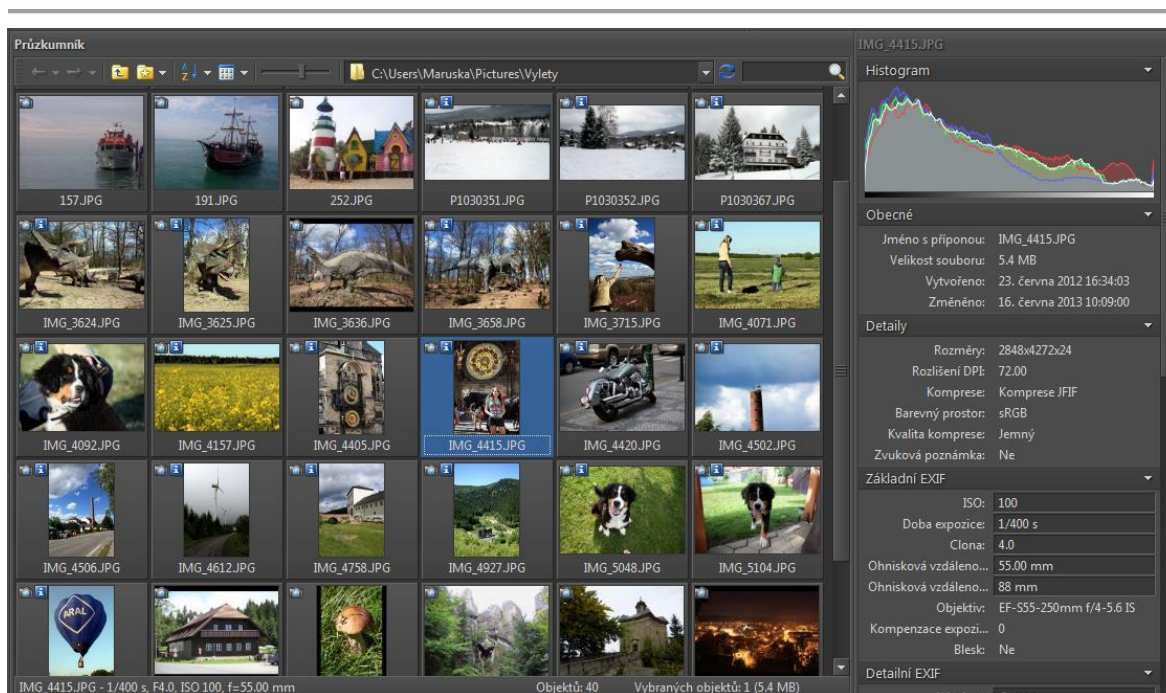 Průzkumník
C:\Users\Maruska\Pictures\Vylety
157.JPG 191.JPG 252.JPG P1030351.JPG P1030352.JPG P1030367.JPG
IMG_3624.JPG IMG_3625.JPG IMG_3636.JPG IMG_3658.JPG IMG_3715.JPG IMG_4071.JPG
IMG_4092.JPG IMG_4157.JPG IMG_4405.JPG IMG_4415.JPG IMG_4420.JPG IMG_4502.JPG
IMG_4506.JPG IMG_4612.JPG IMG_4758.JPG IMG_4927.JPG IMG_5048.JPG IMG_5104.JPG
ARAL
IMG_4415.JPG - 1/400 s, F4.0, ISO 100, f=55.00 mm Objektů: 40 Vybraných objektů: 1 (5.4 MB)
IMG_4415.JPG
Histogram
Obecné
Jméno s příponou: IMG_4415.JPG
Velikost souboru: 5.4 MB
Vytvořeno: 23. června 2012 16:34:03
Změněno: 16. června 2013 10:09:00
Detaily
Rozměry: 2848x4272x24
Rozlišení DPI: 72.00
Komprese: Komprese JFIF
Barevný prostor: sRGB
Kvalita komprese: Jemný
Zvuková poznámka: Ne
Základní EXIF
ISO: 100
Doba expozice: 1/400 s
Clona: 4.0
Ohnisková vzdáleno... 55.00 mm
Ohnisková vzdáleno... 88 mm
Objektiv: EF-S55-250mm f/4-5.6 IS
Kompenzace expozi... 0
Blesk: Ne
Detailní EXIF